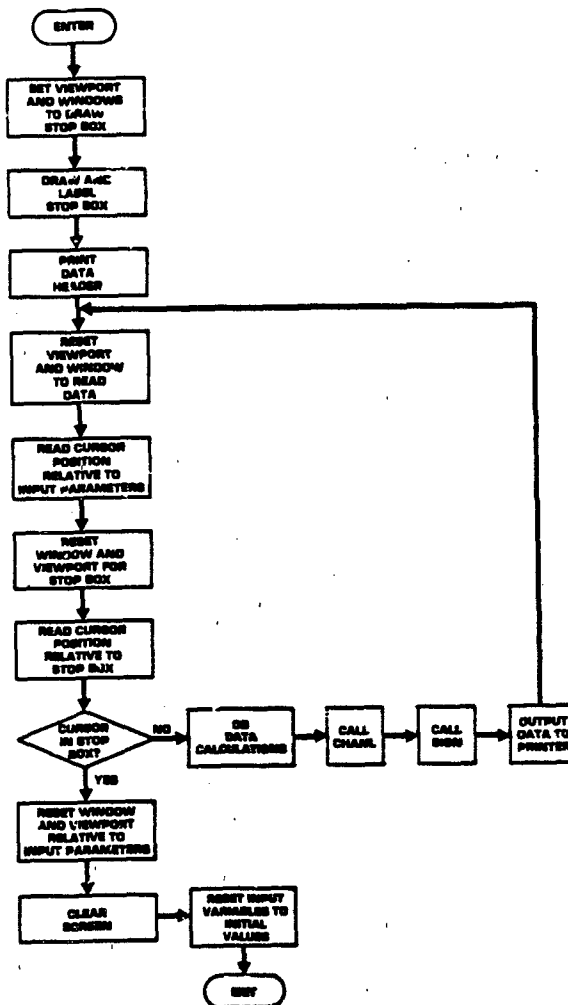 ENTER
SET VIEWPORT
AND WINDOWS
TO DRAW
STOP BOX
DRAW AND
LABEL
STOP BOX
PRINT
DATA
HEADER
RESET
VIEWPORT
AND WINDOW
TO READ
DATA
READ CURSOR
POSITION
RELATIVE TO
INPUT PARAMETERS
RESET
WINDOW AND
VIEWPORT FOR
STOP BOX
READ CURSOR
POSITION
RELATIVE TO
STOP BOX
CURSOR
IN STOP
BOX?
NO
DO
DATA
CALCULATIONS
CALL
CHANL
CALL
SIGN
OUTPUT
DATA TO
PRINTER
YES
RESET WINDOW
AND VIEWPORT
RELATIVE TO
INPUT PARAMETERS
CLEAR
SCREEN
RESET INPUT
VARIABLES TO
INITIAL
VALUES
EXIT